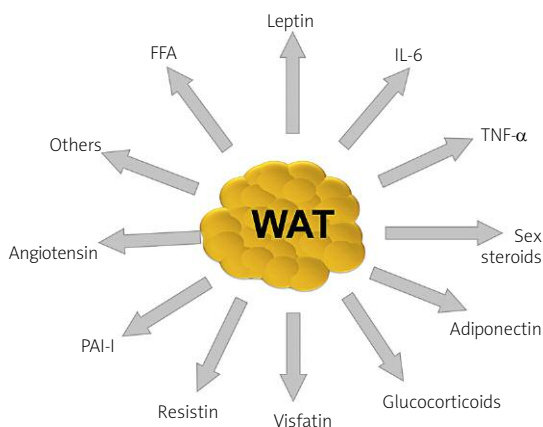 Leptin
FFA
IL-6
TNF-α
Others
WAT
Sex
steroids
Angiotensin
Adiponectin
PAI-I
Glucocorticoids
Resistin
Visfatin